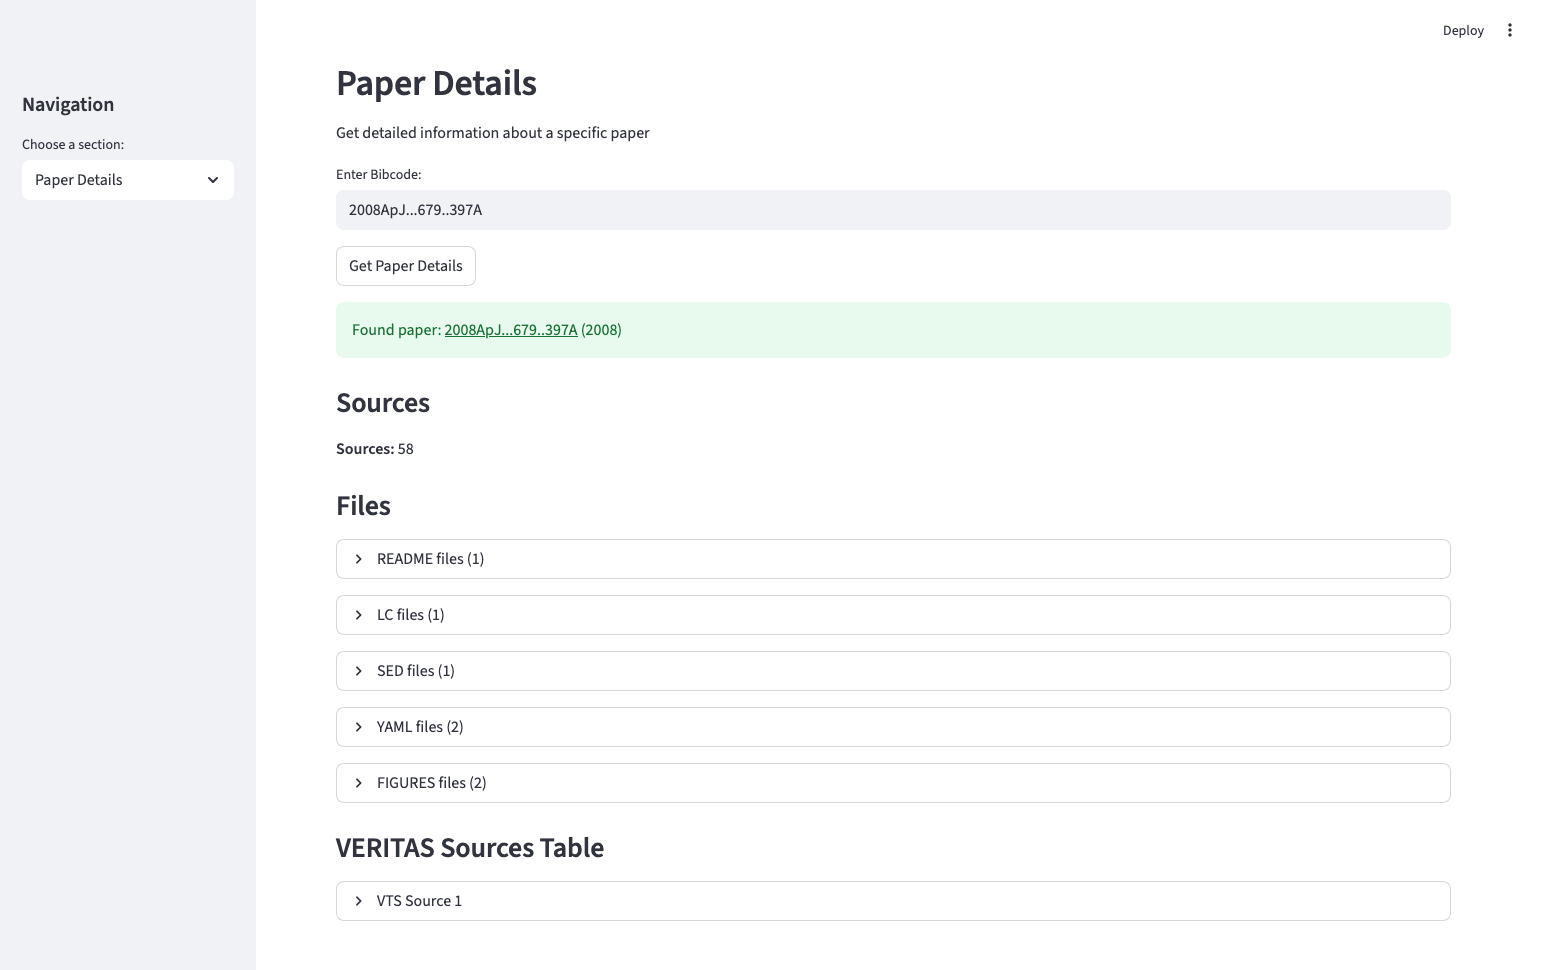 Deploy
Navigation
Choose a section:
Paper Details
Paper Details
Get detailed information about a specific paper
Enter Bibcode:
2008ApJ...679..397A
Get Paper Details
Found paper: 2008ApJ...679..397A (2008)
Sources
Sources: 58
Files
README files (1)
LC files (1)
SED files (1)
YAML files (2)
FIGURES files (2)
VERITAS Sources Table
VTS Source 1